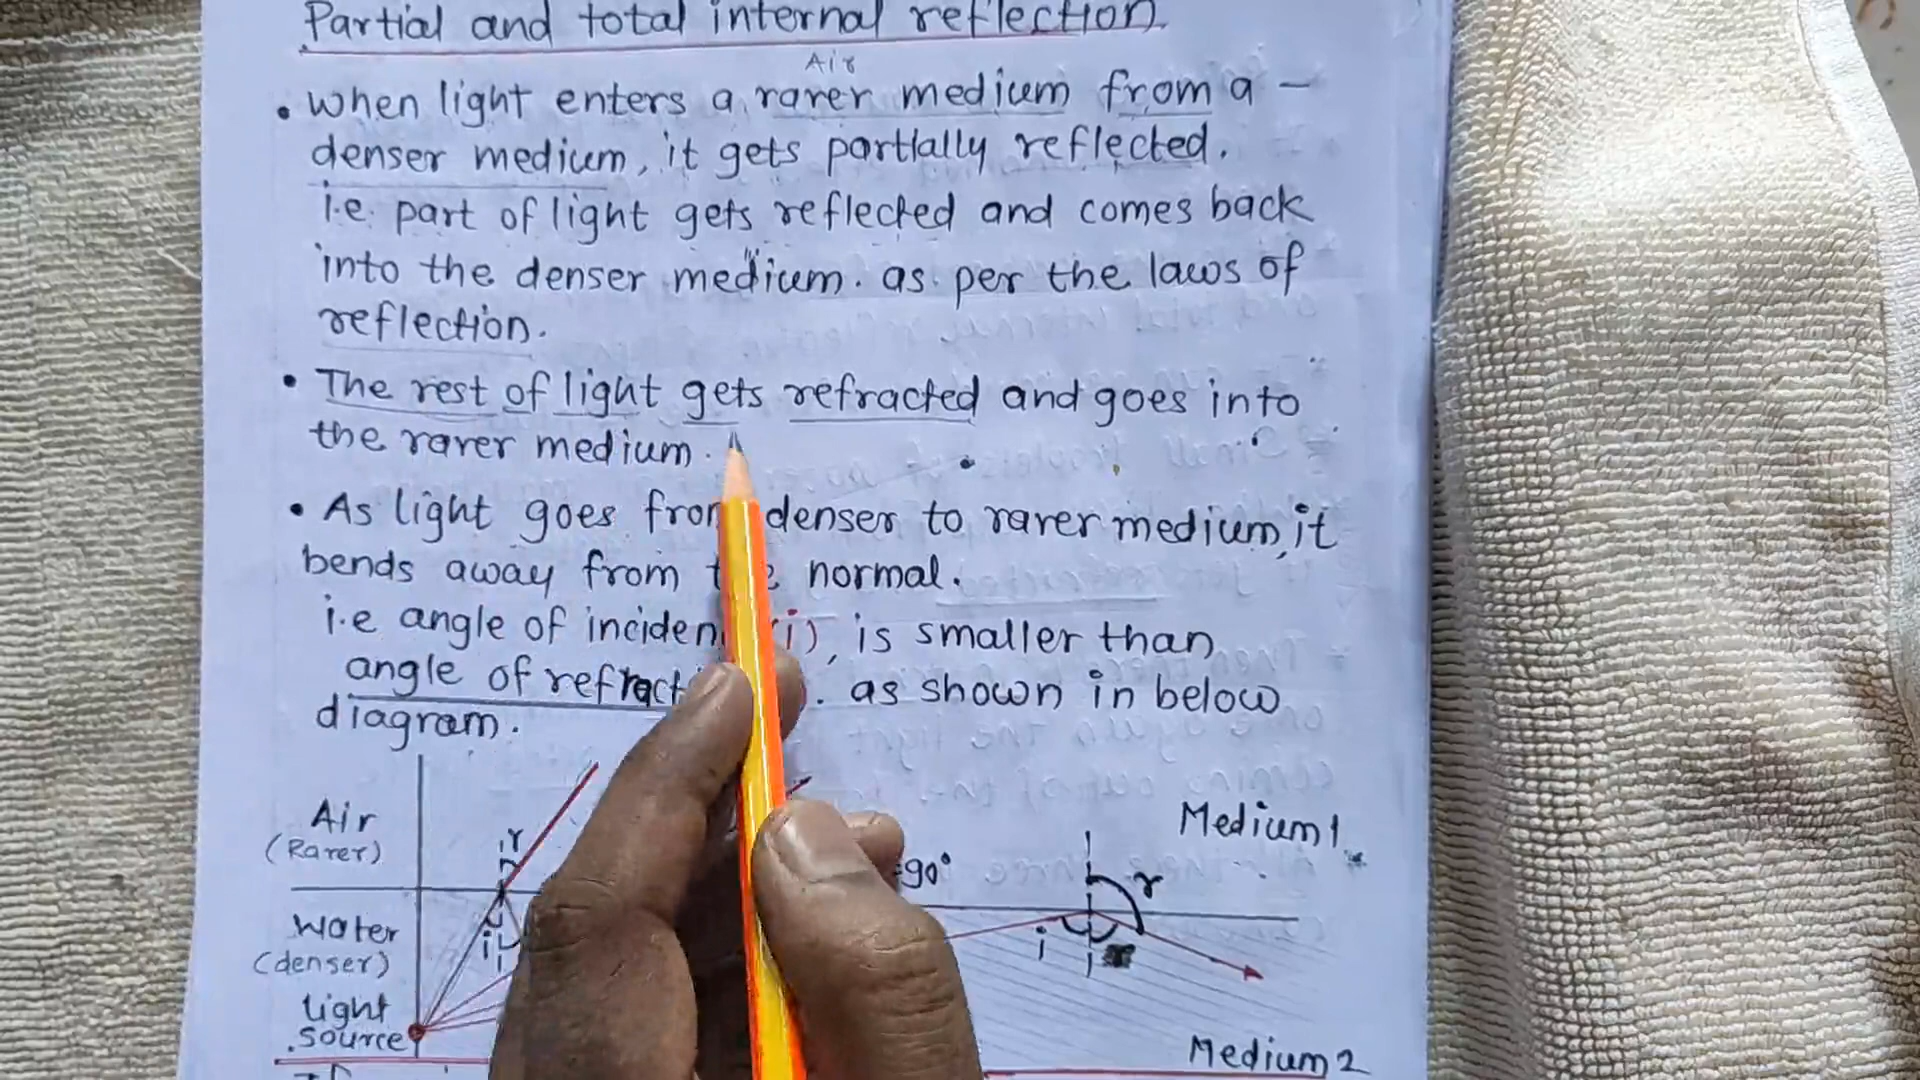 Partial and total internal reflection.
Air
• When light enters a rarer medium from a -
denser medium, it gets partially reflected.
i.e. part of light gets reflected and comes back
into the denser medium. as per the laws of
reflection.
• The rest of light gets refracted and goes into
the rarer medium.
• As light goes from denser to rarer medium, it
bends away from the normal.
i.e angle of inciden (i), is smaller than
angle of refract . as shown in below
diagram.
Air
(Rarer)
r
90°
r
Medium 1
Water
(denser)
i
i
Light
source
Medium 2